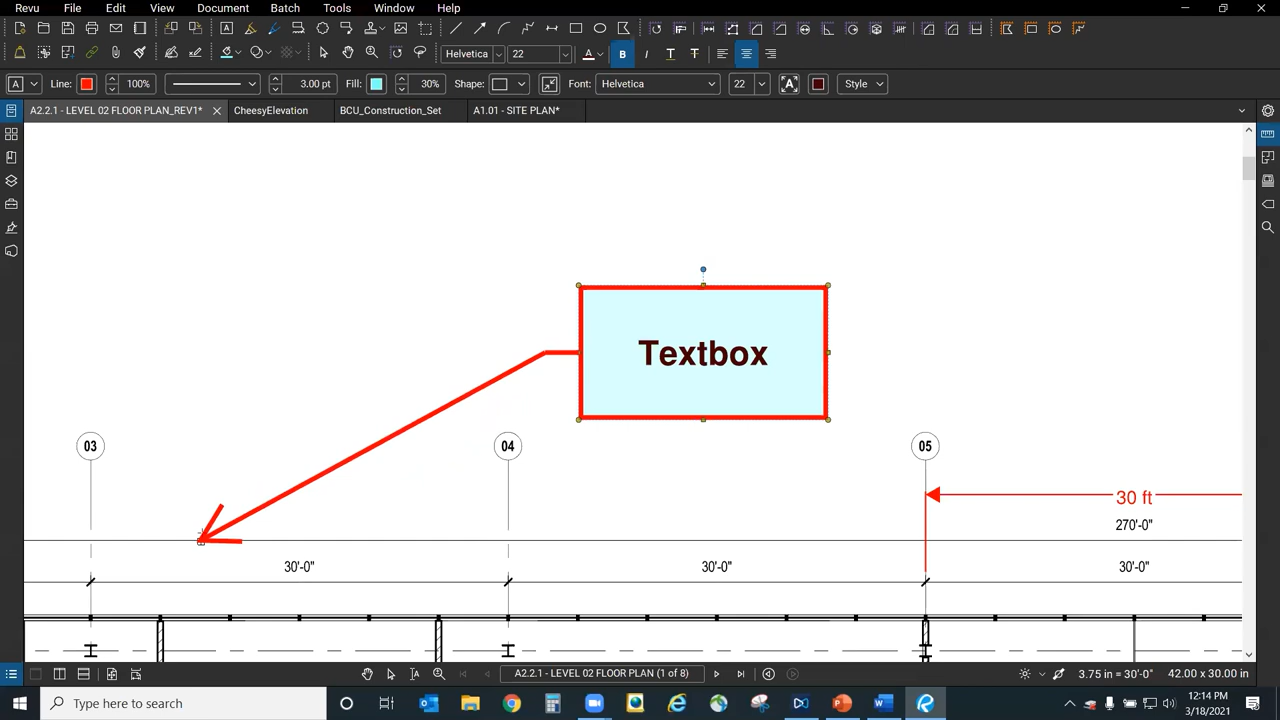 Revu File Edit View Document Batch Tools Window Help
Helvetica 22 A B I T T
A Line: 100% 3.00 pt Fill: 30% Shape: Font: Helvetica 22 A Style
A2.2.1 - LEVEL 02 FLOOR PLAN_REV1* CheesyElevation BCU_Construction_Set A1.01 - SITE PLAN*
Textbox
03 04 05
30 ft
270'-0"
30'-0" 30'-0" 30'-0"
A2.2.1 - LEVEL 02 FLOOR PLAN (1 of 8) 3.75 in = 30'-0" 42.00 x 30.00 in
Type here to search
12:14 PM
3/18/2021